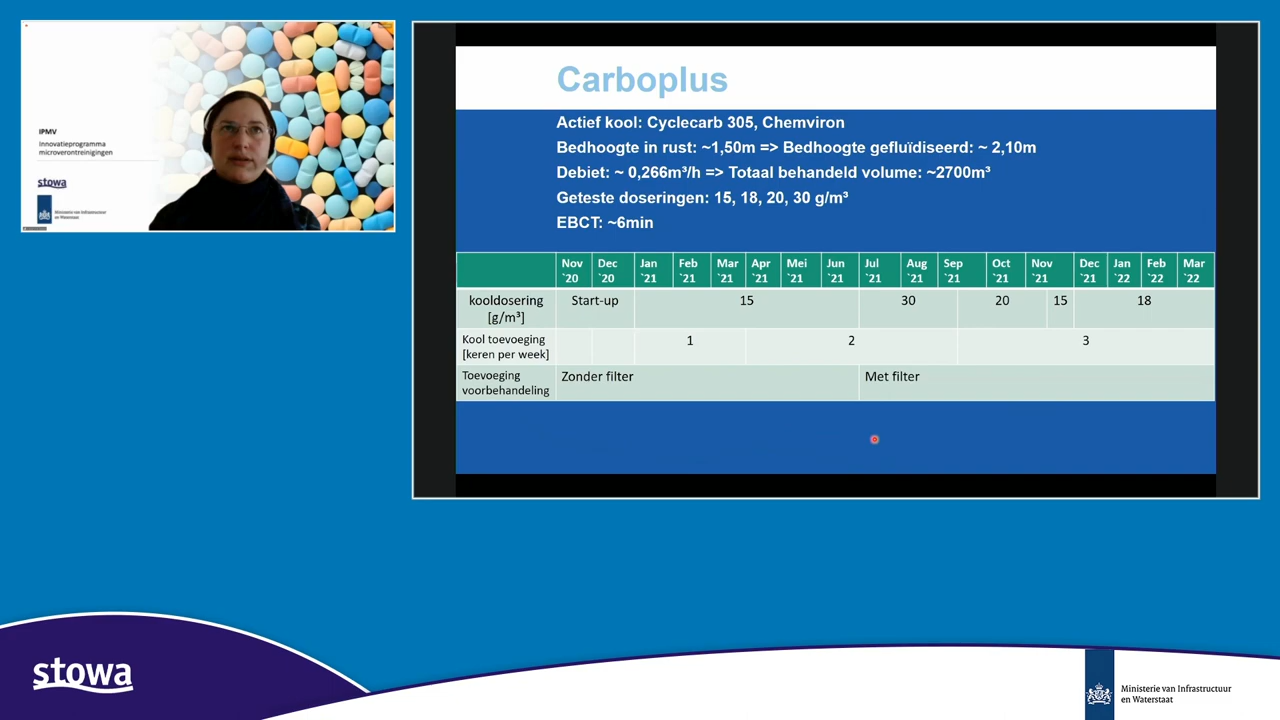 IPMV
Innovatieprogramma
microverontreinigingen
stowa
Ministerie van Infrastructuur
en Waterstaat
Carboplus
Actief kool: Cyclecarb 305, Chemviron
Bedhoogte in rust: ~1,50m => Bedhoogte gefluïdiseerd: ~ 2,10m
Debiet: ~ 0,266m³/h => Totaal behandeld volume: ~2700m³
Geteste doseringen: 15, 18, 20, 30 g/m³
EBCT: ~6min
Nov `20 Dec `20 Jan `21 Feb `21 Mar `21 Apr `21 Mei `21 Jun `21 Jul `21 Aug `21 Sep `21 Oct `21 Nov `21 Dec `21 Jan `22 Feb `22 Mar `22
kooldosering [g/m³] Start-up 15 30 20 15 18
Kool toevoeging [keren per week] 1 2 3
Toevoeging voorbehandeling Zonder filter Met filter
stowa
Ministerie van Infrastructuur
en Waterstaat